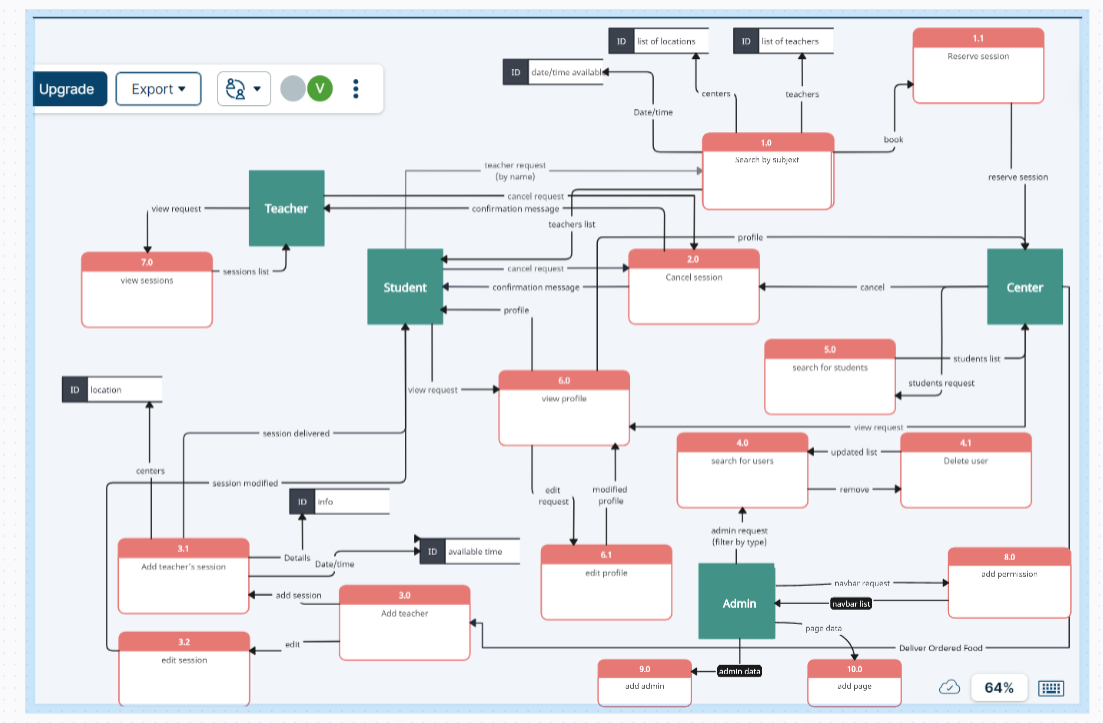 ID list of locations
ID list of teachers
1.1
Reserve session
ID date/time available
Upgrade
Export
V
centers
teachers
Date/time
book
1.0
Search by subject
teacher request
(by name)
reserve session
Teacher
view request
cancel request
confirmation message
teachers list
profile
7.0
view sessions
sessions list
Student
cancel request
confirmation message
profile
2.0
Cancel session
cancel
Center
5.0
search for students
students list
students request
ID location
view request
6.0
view profile
view request
session delivered
4.0
search for users
updated list
remove
4.1
Delete user
centers
session modified
ID info
edit
request
modified
profile
admin request
(filter by type)
3.1
Add teacher's session
Details
Date/time
ID available time
6.1
edit profile
8.0
add permission
Admin
navbar request
navbar list
add session
3.0
Add teacher
page data
3.2
edit session
edit
Deliver Ordered Food
9.0
add admin
admin data
10.0
add page
64%